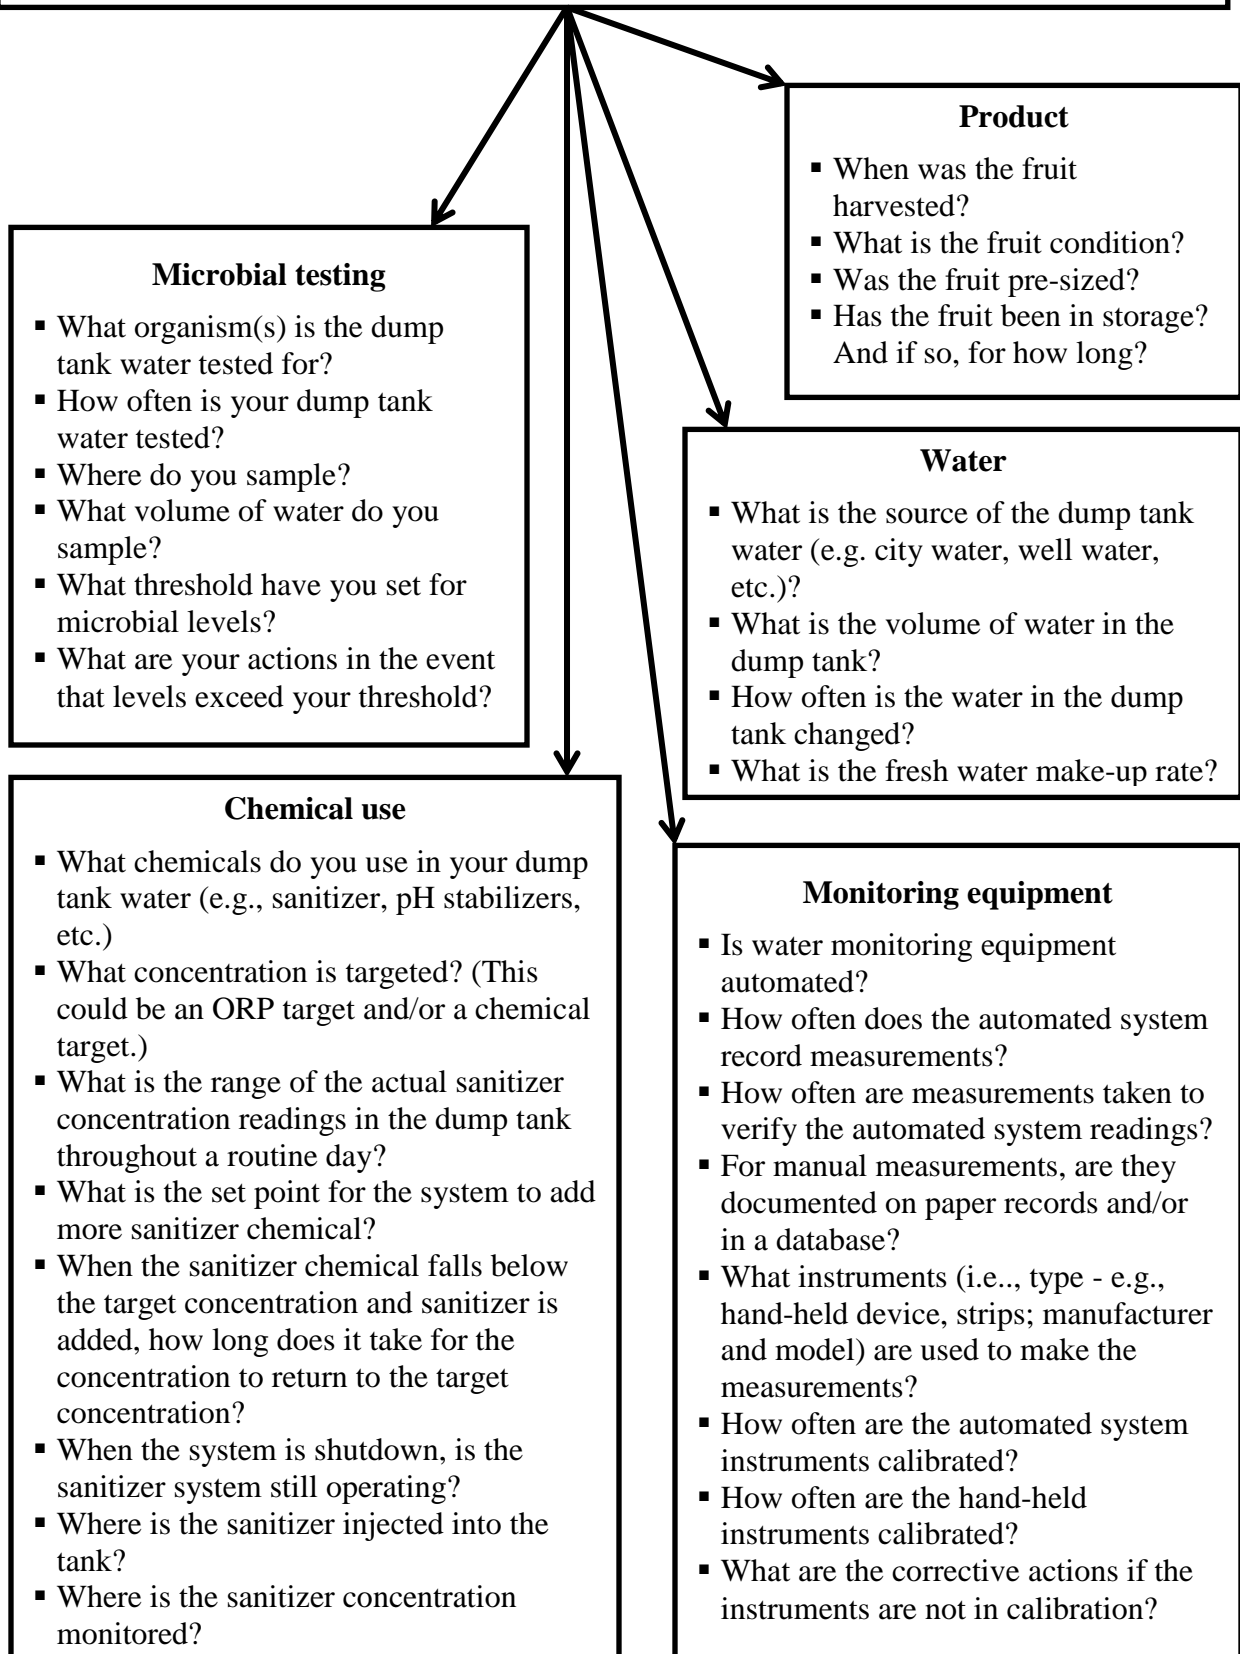 Product
▪ When was the fruit
harvested?
▪ What is the fruit condition?
▪ Was the fruit pre-sized?
▪ Has the fruit been in storage?
And if so, for how long?
Microbial testing
▪ What organism(s) is the dump
tank water tested for?
▪ How often is your dump tank
water tested?
▪ Where do you sample?
▪ What volume of water do you
sample?
▪ What threshold have you set for
microbial levels?
▪ What are your actions in the event
that levels exceed your threshold?
Water
▪ What is the source of the dump tank
water (e.g. city water, well water,
etc.)?
▪ What is the volume of water in the
dump tank?
▪ How often is the water in the dump
tank changed?
▪ What is the fresh water make-up rate?
Chemical use
▪ What chemicals do you use in your dump
tank water (e.g., sanitizer, pH stabilizers,
etc.)
▪ What concentration is targeted? (This
could be an ORP target and/or a chemical
target.)
▪ What is the range of the actual sanitizer
concentration readings in the dump tank
throughout a routine day?
▪ What is the set point for the system to add
more sanitizer chemical?
▪ When the sanitizer chemical falls below
the target concentration and sanitizer is
added, how long does it take for the
concentration to return to the target
concentration?
▪ When the system is shutdown, is the
sanitizer system still operating?
▪ Where is the sanitizer injected into the
tank?
▪ Where is the sanitizer concentration
monitored?
Monitoring equipment
▪ Is water monitoring equipment
automated?
▪ How often does the automated system
record measurements?
▪ How often are measurements taken to
verify the automated system readings?
▪ For manual measurements, are they
documented on paper records and/or
in a database?
▪ What instruments (i.e.., type - e.g.,
hand-held device, strips; manufacturer
and model) are used to make the
measurements?
▪ How often are the automated system
instruments calibrated?
▪ How often are the hand-held
instruments calibrated?
▪ What are the corrective actions if the
instruments are not in calibration?